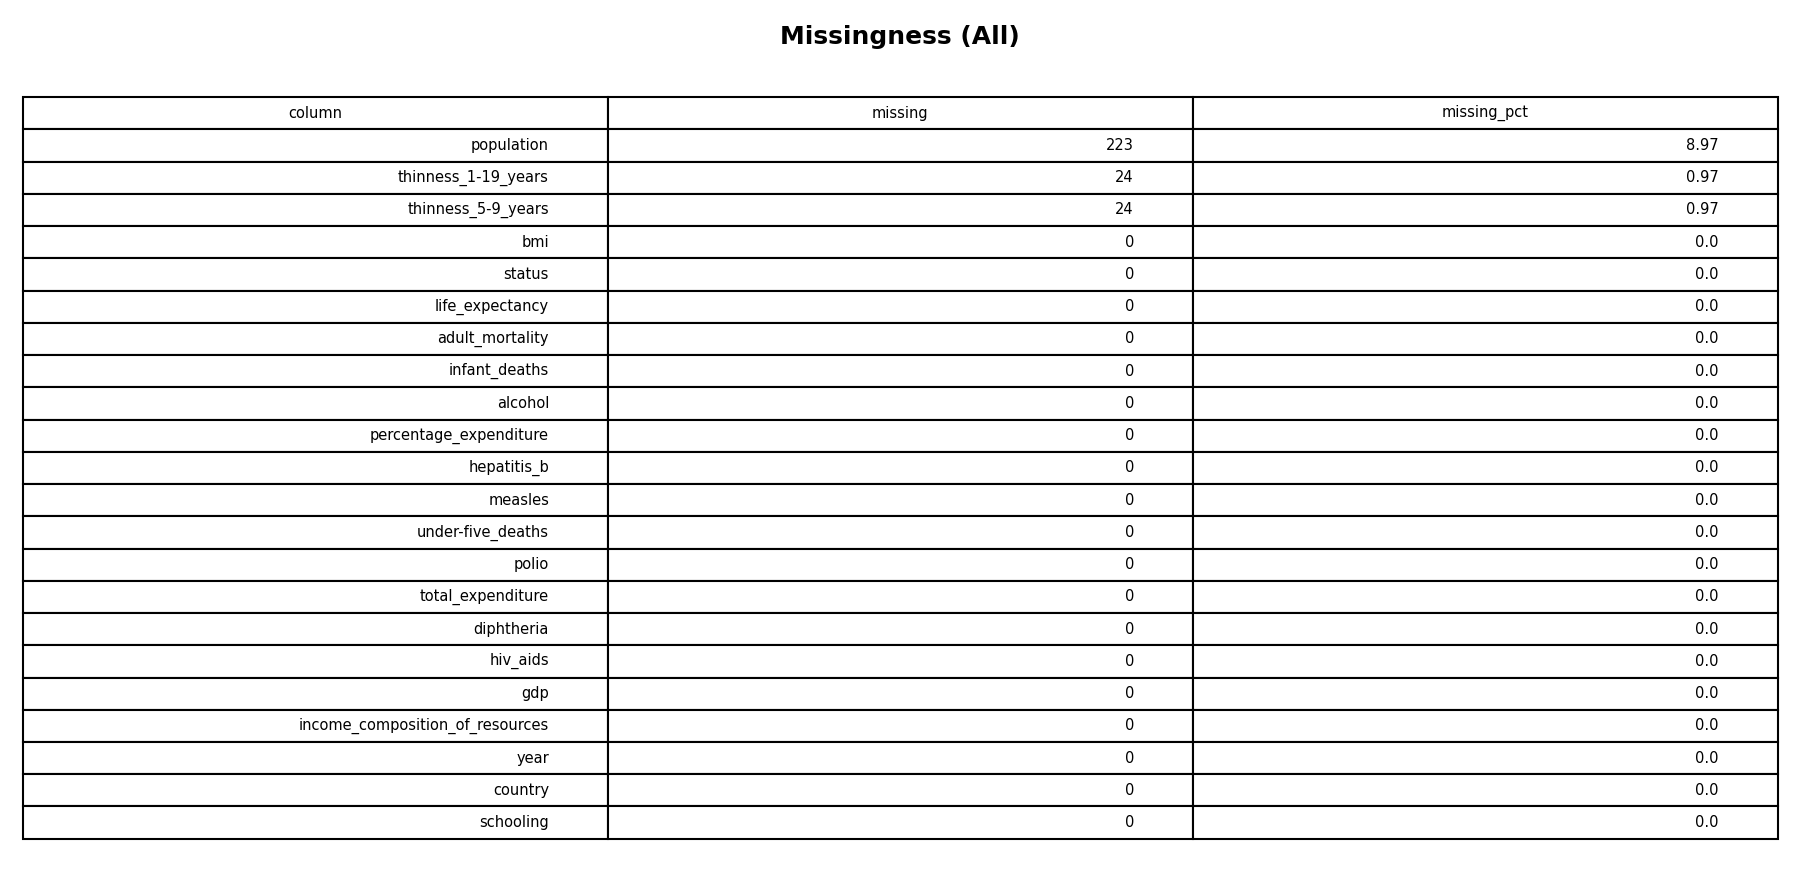 Missingness (All)
column missing missing_pct
population 223 8.97
thinness_1-19_years 24 0.97
thinness_5-9_years 24 0.97
bmi 0 0.0
status 0 0.0
life_expectancy 0 0.0
adult_mortality 0 0.0
infant_deaths 0 0.0
alcohol 0 0.0
percentage_expenditure 0 0.0
hepatitis_b 0 0.0
measles 0 0.0
under-five_deaths 0 0.0
polio 0 0.0
total_expenditure 0 0.0
diphtheria 0 0.0
hiv_aids 0 0.0
gdp 0 0.0
income_composition_of_resources 0 0.0
year 0 0.0
country 0 0.0
schooling 0 0.0